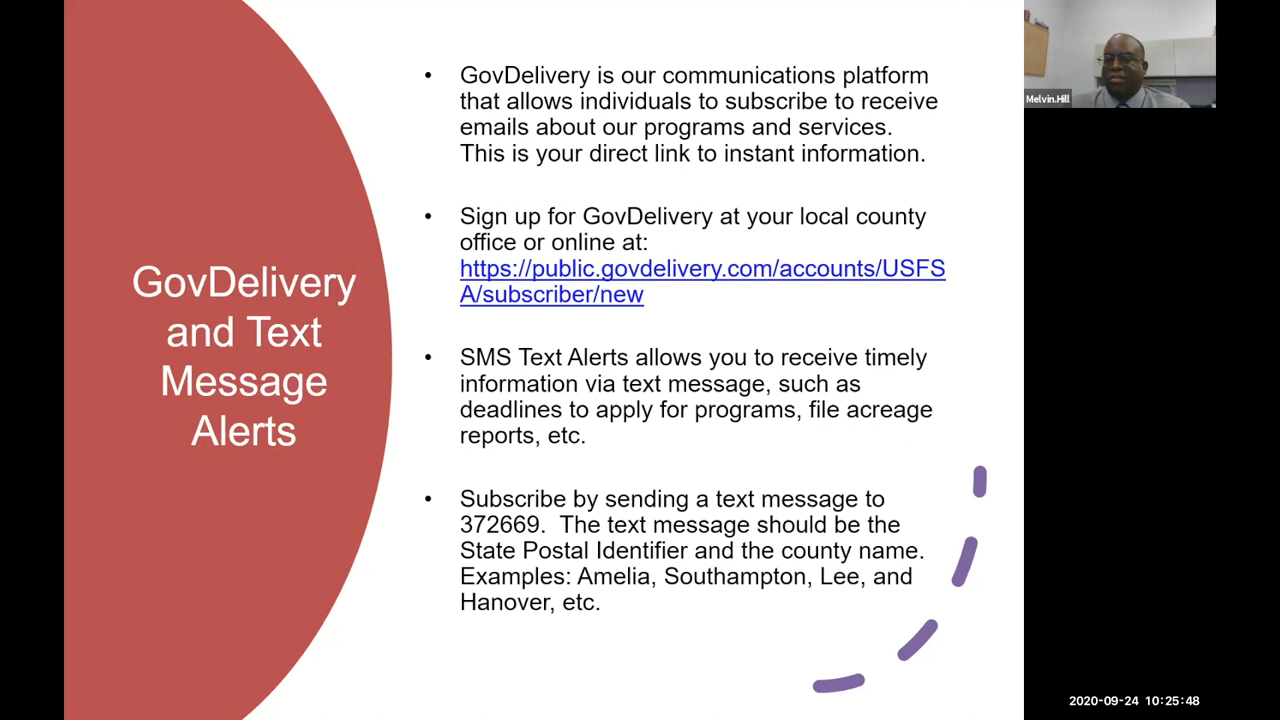 GovDelivery
and Text
Message
Alerts
• GovDelivery is our communications platform
that allows individuals to subscribe to receive
emails about our programs and services.
This is your direct link to instant information.
• Sign up for GovDelivery at your local county
office or online at:
https://public.govdelivery.com/accounts/USFS
A/subscriber/new
• SMS Text Alerts allows you to receive timely
information via text message, such as
deadlines to apply for programs, file acreage
reports, etc.
• Subscribe by sending a text message to
372669.  The text message should be the
State Postal Identifier and the county name.
Examples: Amelia, Southampton, Lee, and
Hanover, etc.
Melvin.Hill
2020-09-24 10:25:48